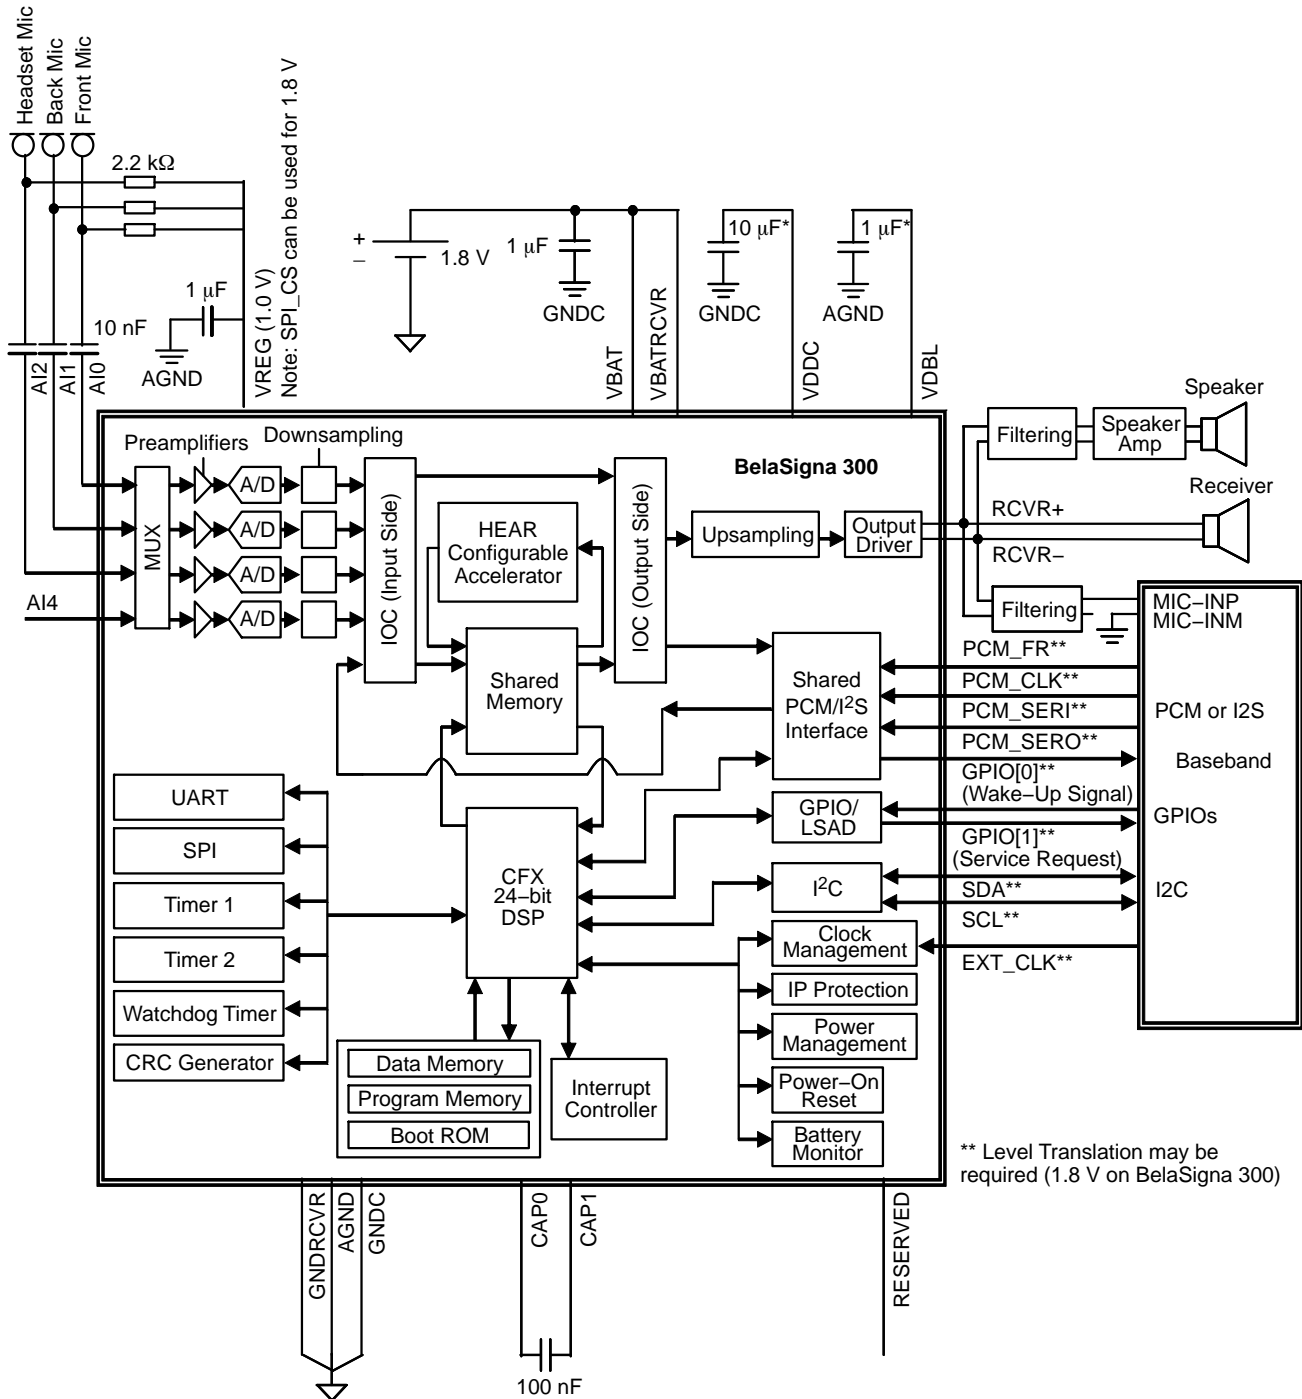 Headset Mic
Back Mic
Front Mic
2.2 kΩ
1 μF
AGND
10 nF
AI2
AI1
AI0
VREG (1.0 V)
Note: SPI_CS can be used for 1.8 V
+
−
1.8 V
1 μF
GNDC
VBAT
VBATRCVR
10 μF*
GNDC
VDDC
1 μF*
AGND
VDBL
Preamplifiers
Downsampling
BelaSigna 300
MUX
A/D
A/D
A/D
A/D
AI4
IOC (Input Side)
HEAR
Configurable
Accelerator
Shared
Memory
IOC (Output Side)
Upsampling
Output
Driver
Filtering
Speaker
Amp
Speaker
Receiver
RCVR+
RCVR−
Filtering
MIC−INP
MIC−INM
Shared
PCM/I²S
Interface
PCM_FR**
PCM_CLK**
PCM_SERI**
PCM_SERO**
PCM or I2S
Baseband
GPIO[0]**
(Wake−Up Signal)
GPIO/
LSAD
GPIOs
GPIO[1]**
(Service Request)
I²C
SDA**
SCL**
I2C
EXT_CLK**
UART
SPI
Timer 1
Timer 2
Watchdog Timer
CRC Generator
CFX
24−bit
DSP
Clock
Management
IP Protection
Power
Management
Power−On
Reset
Battery
Monitor
Data Memory
Program Memory
Boot ROM
Interrupt
Controller
** Level Translation may be
required (1.8 V on BelaSigna 300)
GNDRCVR
AGND
GNDC
CAP0
CAP1
100 nF
RESERVED